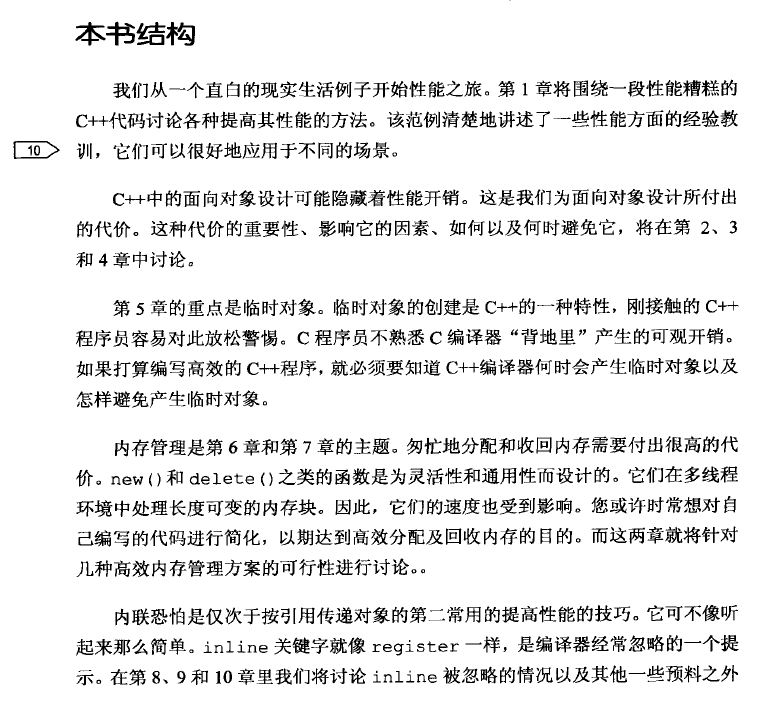 本书结构
我们从一个直白的现实生活例子开始性能之旅。第 1 章将围绕一段性能糟糕的
C++代码讨论各种提高其性能的方法。该范例清楚地讲述了一些性能方面的经验教
10
训，它们可以很好地应用于不同的场景。
C++中的面向对象设计可能隐藏着性能开销。这是我们为面向对象设计所付出
的代价。这种代价的重要性、影响它的因素、如何以及何时避免它，将在第 2、3
和 4 章中讨论。
第 5 章的重点是临时对象。临时对象的创建是 C++的一种特性，刚接触的 C++
程序员容易对此放松警惕。C 程序员不熟悉 C 编译器“背地里”产生的可观开销。
如果打算编写高效的 C++程序，就必须要知道 C++编译器何时会产生临时对象以及
怎样避免产生临时对象。
内存管理是第 6 章和第 7 章的主题。匆忙地分配和收回内存需要付出很高的代
价。new()和 delete()之类的函数是为灵活性和通用性而设计的。它们在多线程
环境中处理长度可变的内存块。因此，它们的速度也受到影响。您或许时常想对自
己编写的代码进行简化，以期达到高效分配及回收内存的目的。而这两章就将针对
几种高效内存管理方案的可行性进行讨论。。
内联恐怕是仅次于按引用传递对象的第二常用的提高性能的技巧。它可不像听
起来那么简单。inline 关键字就像 register 一样，是编译器经常忽略的一个提
示。在第 8、9 和 10 章里我们将讨论 inline 被忽略的情况以及其他一些预料之外